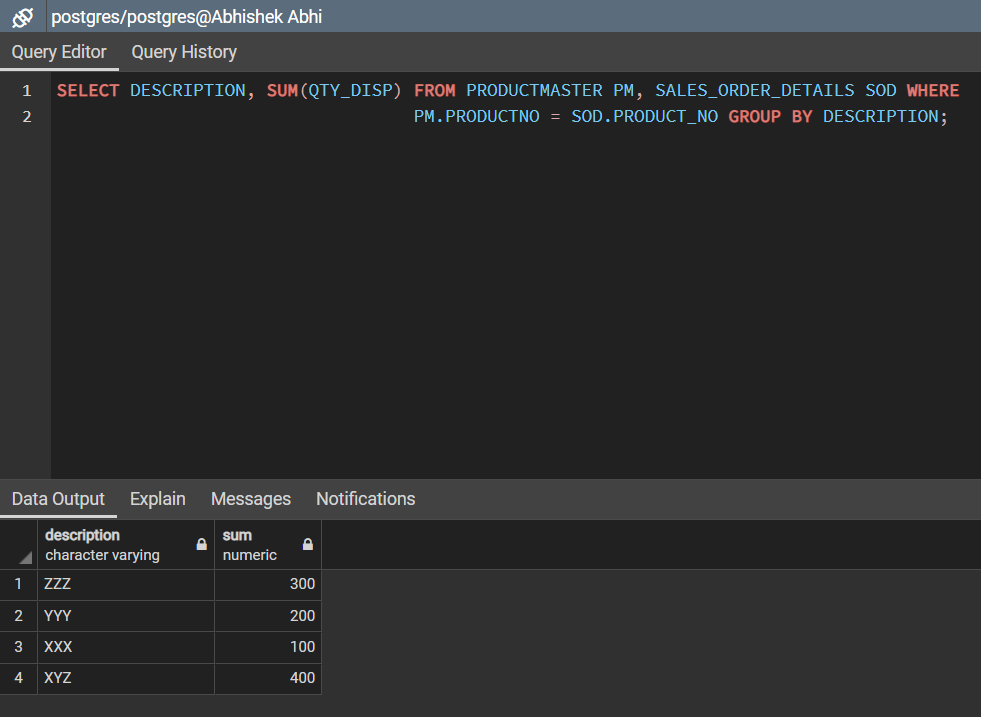 postgres/postgres@Abhishek Abhi
Query Editor Query History
1 SELECT DESCRIPTION, SUM(QTY_DISP) FROM PRODUCTMASTER PM, SALES_ORDER_DETAILS SOD WHERE
2 PM.PRODUCTNO = SOD.PRODUCT_NO GROUP BY DESCRIPTION;
Data Output Explain Messages Notifications
description sum
character varying numeric
1 ZZZ 300
2 YYY 200
3 XXX 100
4 XYZ 400